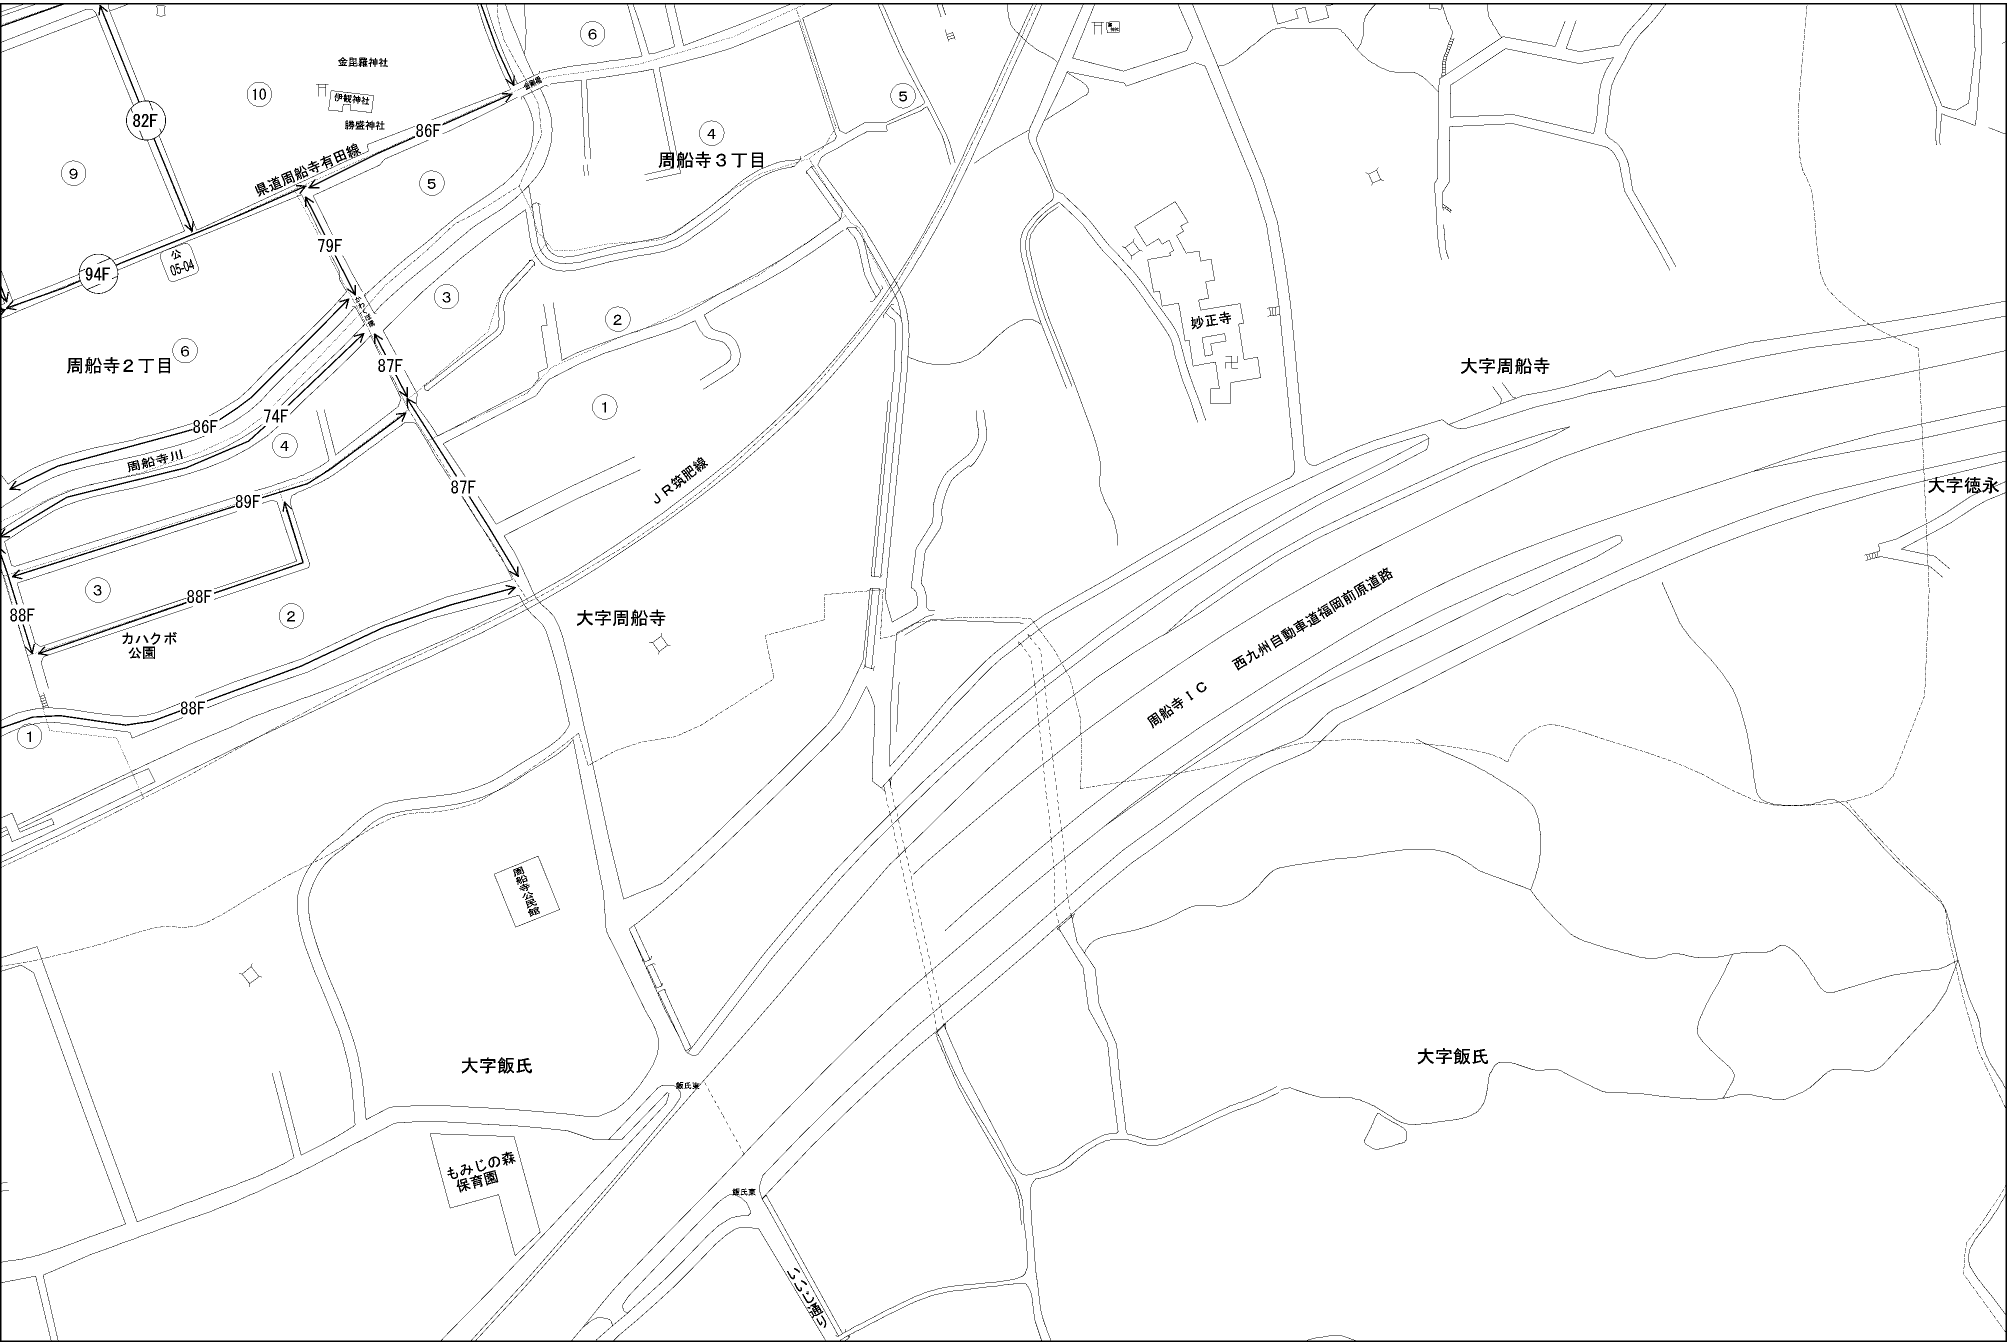 ⑥
金毘羅神社
⑩
伊観神社
⑤
82F
勝盛神社
86F
④
周船寺３丁目
県道周船寺有田線
⑨
⑤
79F
公
05-04
94F
③
②
妙正寺
⑥
周船寺２丁目
87F
大字周船寺
①
74F
86F
④
周船寺川
ＪＲ筑肥線
87F
大字徳永
89F
西九州自動車道福岡前原道路
③
88F
88F
②
大字周船寺
カハクボ
公園
周船寺ＩＣ
88F
①
周船寺公民館
大字飯氏
大字飯氏
飯氏東
もみじの森
保育園
飯氏東
いいじ通り